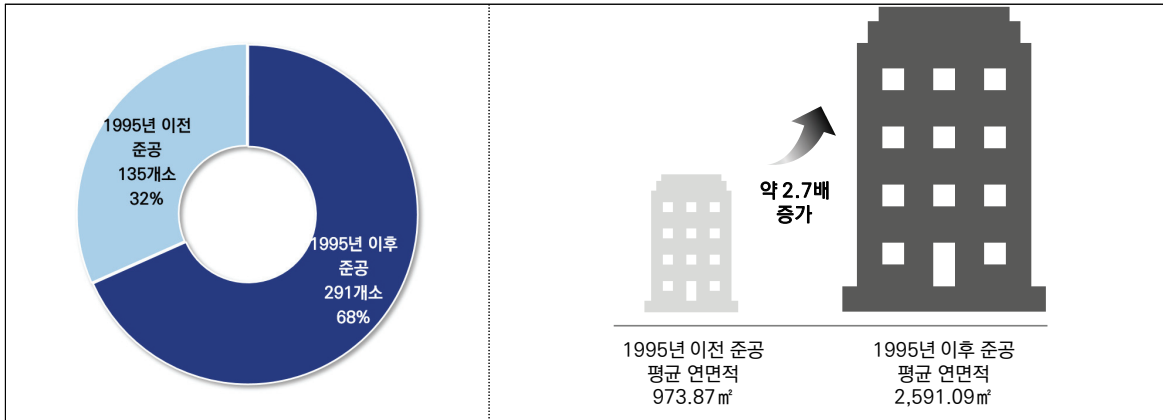 1995년 이전
준공
135개소
32%
1995년 이후
준공
291개소
68%
약 2.7배
증가
1995년 이전 준공
평균 연면적
973.87㎡
1995년 이후 준공
평균 연면적
2,591.09㎡